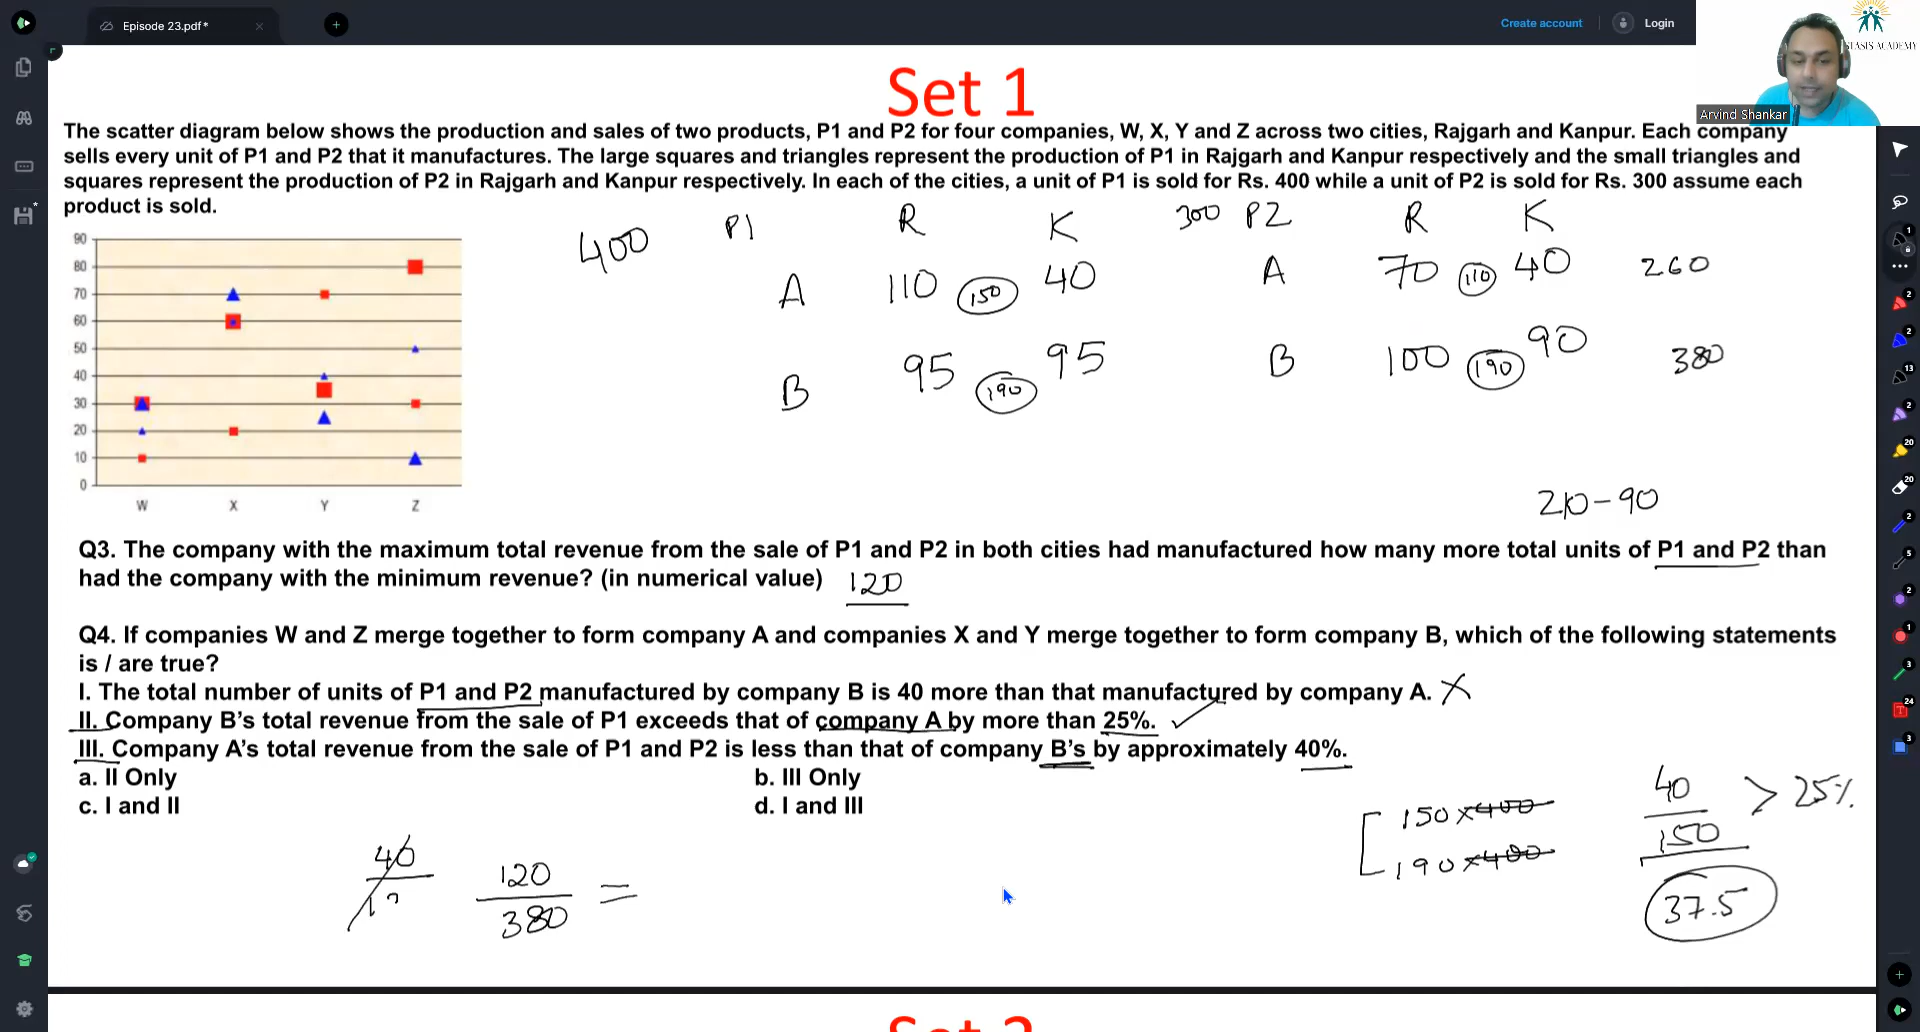 Episode 23.pdf*
Create account
Login
STASIS ACADEMY
Arvind Shankar
Set 1
The scatter diagram below shows the production and sales of two products, P1 and P2 for four companies, W, X, Y and Z across two cities, Rajgarh and Kanpur. Each company
sells every unit of P1 and P2 that it manufactures. The large squares and triangles represent the production of P1 in Rajgarh and Kanpur respectively and the small triangles and
squares represent the production of P2 in Rajgarh and Kanpur respectively. In each of the cities, a unit of P1 is sold for Rs. 400 while a unit of P2 is sold for Rs. 300 assume each
product is sold.
90
80
70
60
50
40
30
20
10
0
W X Y Z
400 P1 R K 300 P2 R K
A 110 150 40 A 70 110 40 260
B 95 190 95 B 100 190 90 380
210-90
Q3. The company with the maximum total revenue from the sale of P1 and P2 in both cities had manufactured how many more total units of P1 and P2 than
had the company with the minimum revenue? (in numerical value) 120
Q4. If companies W and Z merge together to form company A and companies X and Y merge together to form company B, which of the following statements
is / are true?
I. The total number of units of P1 and P2 manufactured by company B is 40 more than that manufactured by company A. X
II. Company B's total revenue from the sale of P1 exceeds that of company A by more than 25%. ✓
III. Company A's total revenue from the sale of P1 and P2 is less than that of company B's by approximately 40%.
a. II Only b. III Only
c. I and II d. I and III
150×400
190×400
40
150
> 25%
37.5
40
120
380
=